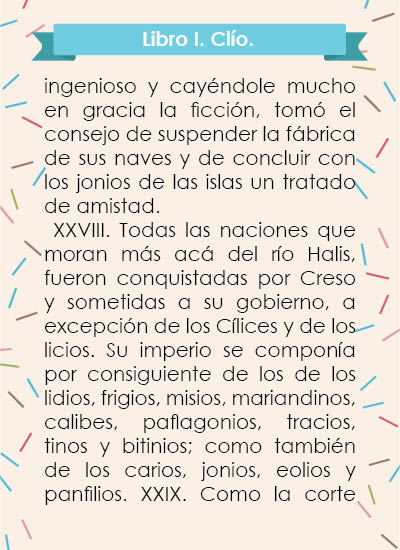 Libro I. Clío.
ingenioso y cayéndole mucho
en gracia la ficción, tomó el
consejo de suspender la fábrica
de sus naves y de concluir con
los jonios de las islas un tratado
de amistad.
XXVIII. Todas las naciones que
moran más acá del río Halis,
fueron conquistadas por Creso
y sometidas a su gobierno, a
excepción de los Cílices y de los
licios. Su imperio se componía
por consiguiente de los de los
lidios, frigios, misios, mariandinos,
calibes, paflagonios, tracios,
tinos y bitinios; como también
de los carios, jonios, eolios y
panfilios. XXIX. Como la corte